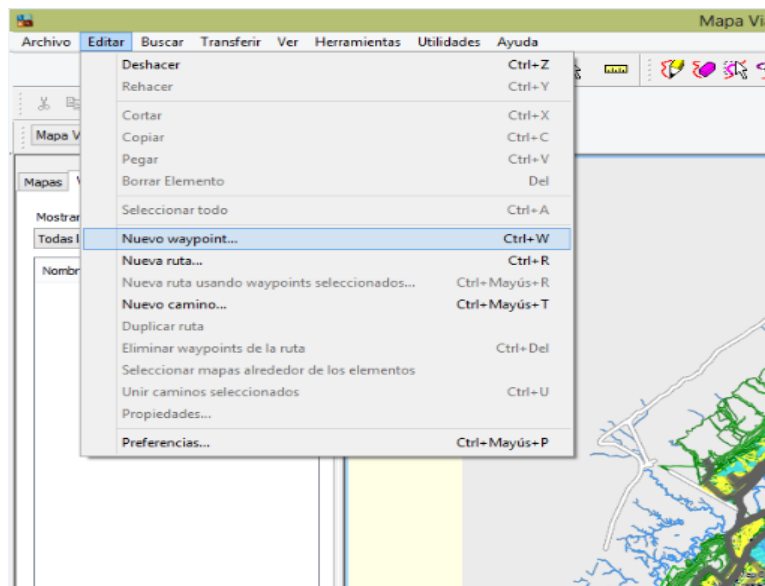 Mapa Vi
Archivo Editar Buscar Transferir Ver Herramientas Utilidades Ayuda
Deshacer Ctrl+Z
Rehacer Ctrl+Y
Cortar Ctrl+X
Mapa V
Copiar Ctrl+C
Pegar Ctrl+V
Mapas
Borrar Elemento Del
Mostrar
Seleccionar todo Ctrl+A
Todas l
Nuevo waypoint... Ctrl+W
Nueva ruta... Ctrl+R
Nombr
Nueva ruta usando waypoints seleccionados... Ctrl+Mayús+R
Nuevo camino... Ctrl+Mayús+T
Duplicar ruta
Eliminar waypoints de la ruta Ctrl+Del
Seleccionar mapas alrededor de los elementos
Unir caminos seleccionados Ctrl+U
Propiedades...
Preferencias... Ctrl+Mayús+P